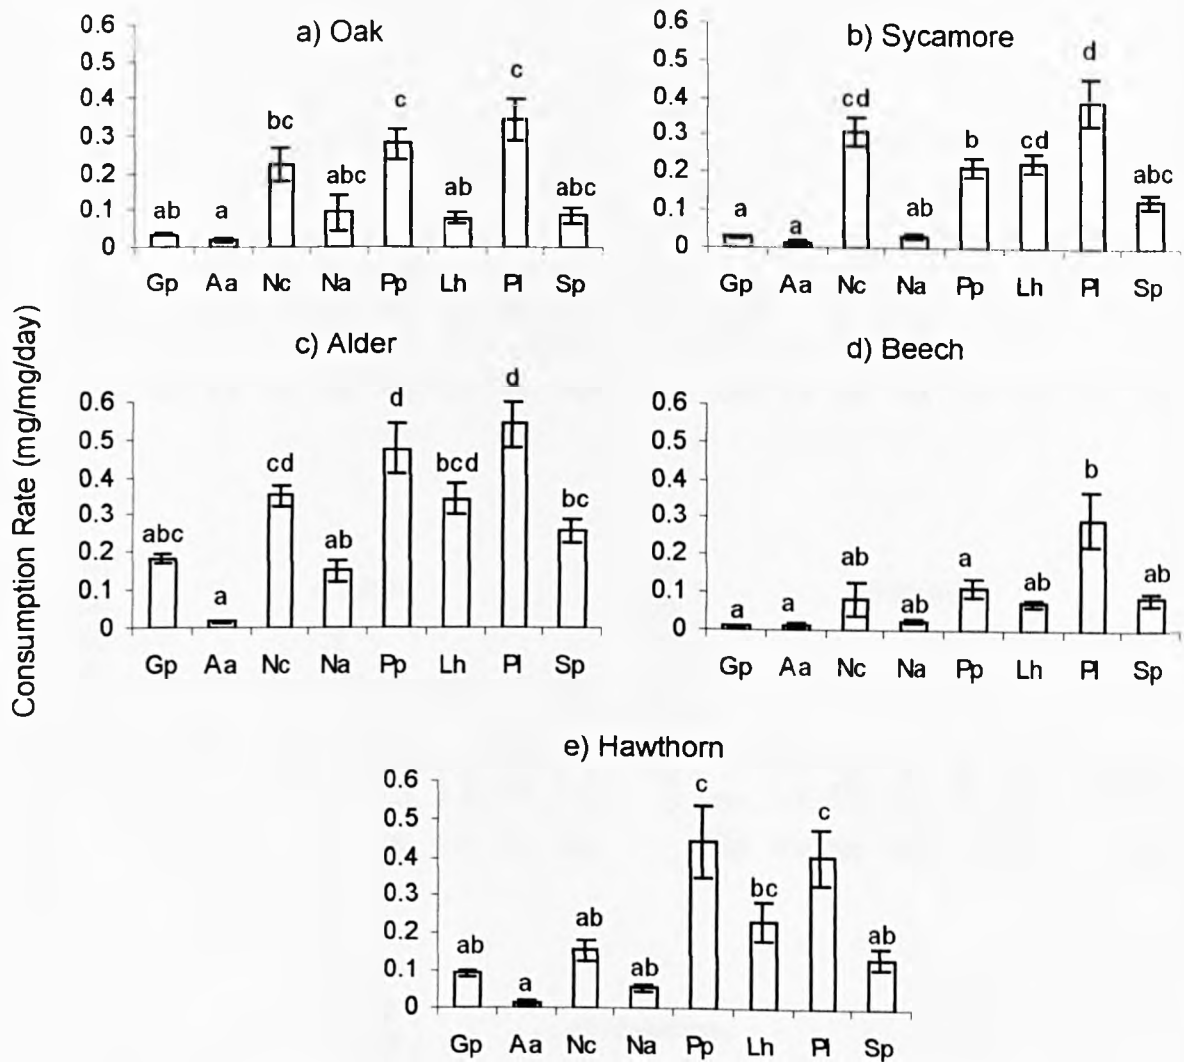 a) Oak
0.6
0.5
0.4
0.3
0.2
0.1
0
ab a bc abc c ab c abc
Gp Aa Nc Na Pp Lh Pl Sp
b) Sycamore
0.6
0.5
0.4
0.3
0.2
0.1
0
a a cd ab b cd d abc
Gp Aa Nc Na Pp Lh Pl Sp
Consumption Rate (mg/mg/day)
c) Alder
0.6
0.5
0.4
0.3
0.2
0.1
0
abc a cd ab d bcd d bc
Gp Aa Nc Na Pp Lh Pl Sp
d) Beech
0.6
0.5
0.4
0.3
0.2
0.1
0
a a ab ab a ab b ab
Gp Aa Nc Na Pp Lh Pl Sp
e) Hawthorn
0.6
0.5
0.4
0.3
0.2
0.1
0
ab a ab ab c bc c ab
Gp Aa Nc Na Pp Lh Pl Sp